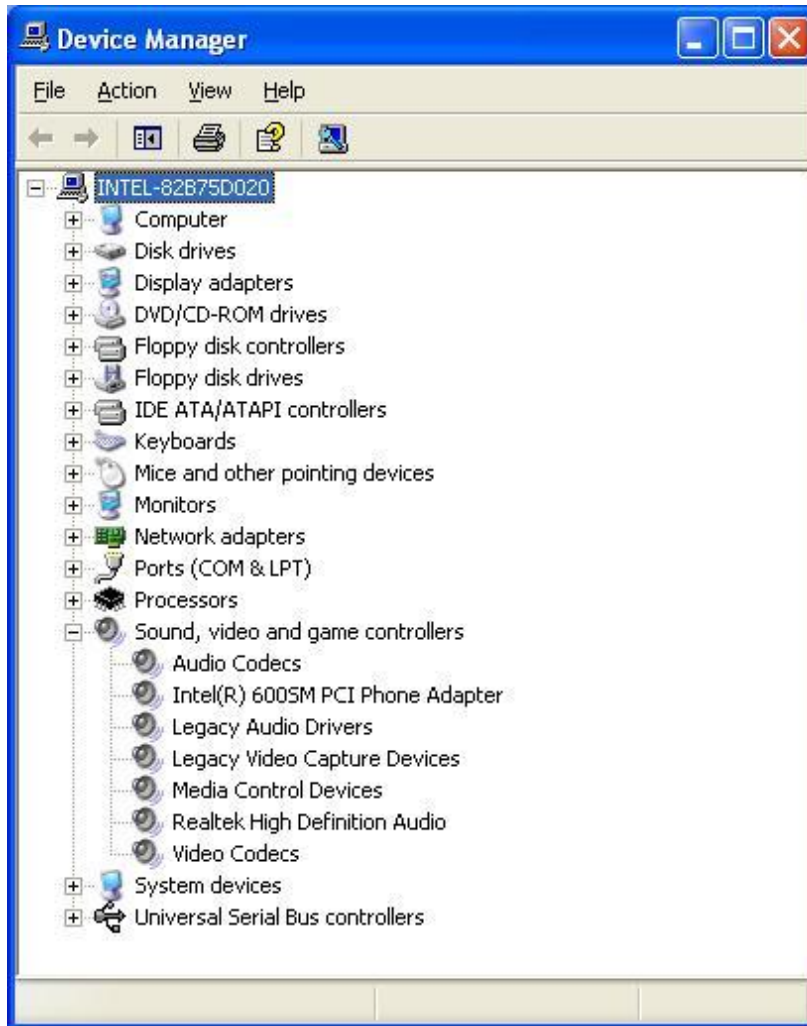 Device Manager
File Action View Help
INTEL-82B75D020
Computer
Disk drives
Display adapters
DVD/CD-ROM drives
Floppy disk controllers
Floppy disk drives
IDE ATA/ATAPI controllers
Keyboards
Mice and other pointing devices
Monitors
Network adapters
Ports (COM & LPT)
Processors
Sound, video and game controllers
Audio Codecs
Intel(R) 600SM PCI Phone Adapter
Legacy Audio Drivers
Legacy Video Capture Devices
Media Control Devices
Realtek High Definition Audio
Video Codecs
System devices
Universal Serial Bus controllers